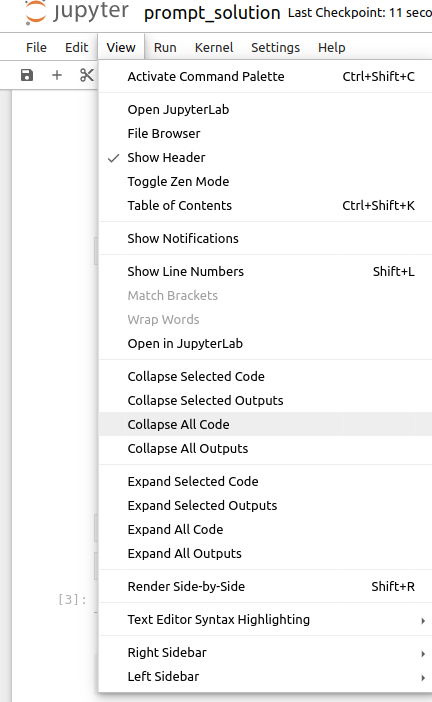 jupyter prompt_solution Last Checkpoint: 11 seco
File Edit View Run Kernel Settings Help
Activate Command Palette Ctrl+Shift+C
Open JupyterLab
File Browser
Show Header
Toggle Zen Mode
Table of Contents Ctrl+Shift+K
Show Notifications
Show Line Numbers Shift+L
Match Brackets
Wrap Words
Open in JupyterLab
Collapse Selected Code
Collapse Selected Outputs
Collapse All Code
Collapse All Outputs
Expand Selected Code
Expand Selected Outputs
Expand All Code
Expand All Outputs
[3]:
Render Side-by-Side Shift+R
Text Editor Syntax Highlighting
Right Sidebar
Left Sidebar